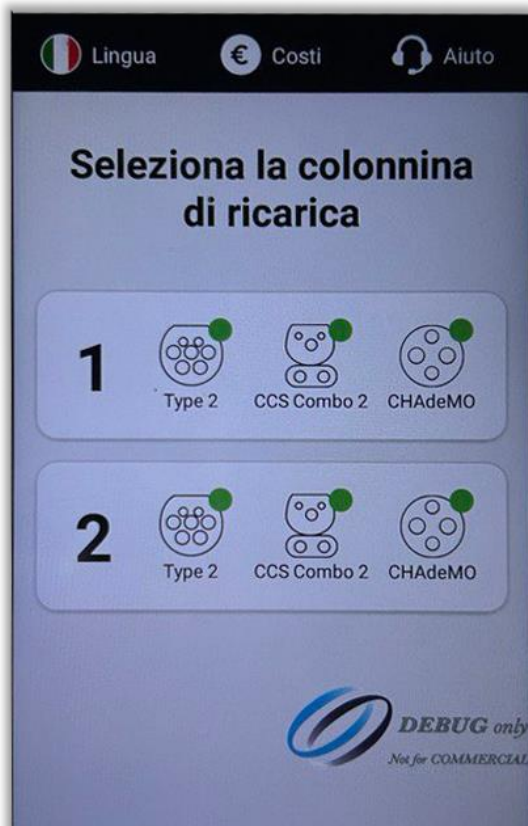 Lingua
€
Costi
Aiuto
Seleziona la colonnina
di ricarica
1
Type 2
CCS Combo 2
CHAdeMO
2
Type 2
CCS Combo 2
CHAdeMO
DEBUG only
Not for COMMERCIAL